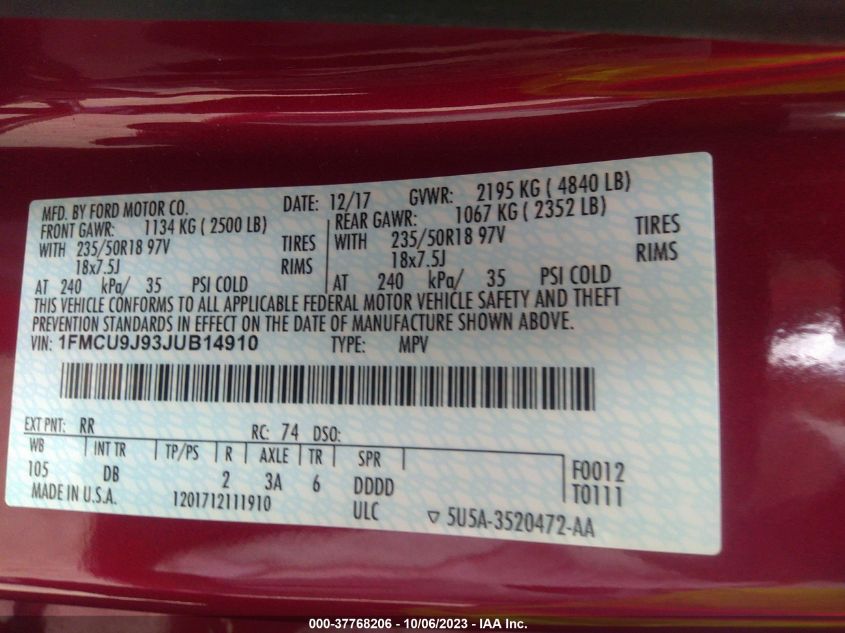 MFD. BY FORD MOTOR CO. DATE: 12/17 GVWR: 2195 KG ( 4840 LB)
FRONT GAWR: 1134 KG ( 2500 LB) REAR GAWR: 1067 KG ( 2352 LB)
WITH 235/50R18 97V TIRES WITH 235/50R18 97V TIRES
18x7.5J RIMS 18x7.5J RIMS
AT 240 kPa/ 35 PSI COLD AT 240 kPa/ 35 PSI COLD
THIS VEHICLE CONFORMS TO ALL APPLICABLE FEDERAL MOTOR VEHICLE SAFETY AND THEFT
PREVENTION STANDARDS IN EFFECT ON THE DATE OF MANUFACTURE SHOWN ABOVE.
VIN: 1FMCU9J93JUB14910 TYPE: MPV
EXT PNT: RR RC: 74 DSO:
WB INT TR TP/PS R AXLE TR SPR
105 DB 2 3A 6 DDDD F0012
MADE IN U.S.A. 1201712111910 ULC T0111
5U5A-3520472-AA
000-37768206 - 10/06/2023 - IAA Inc.